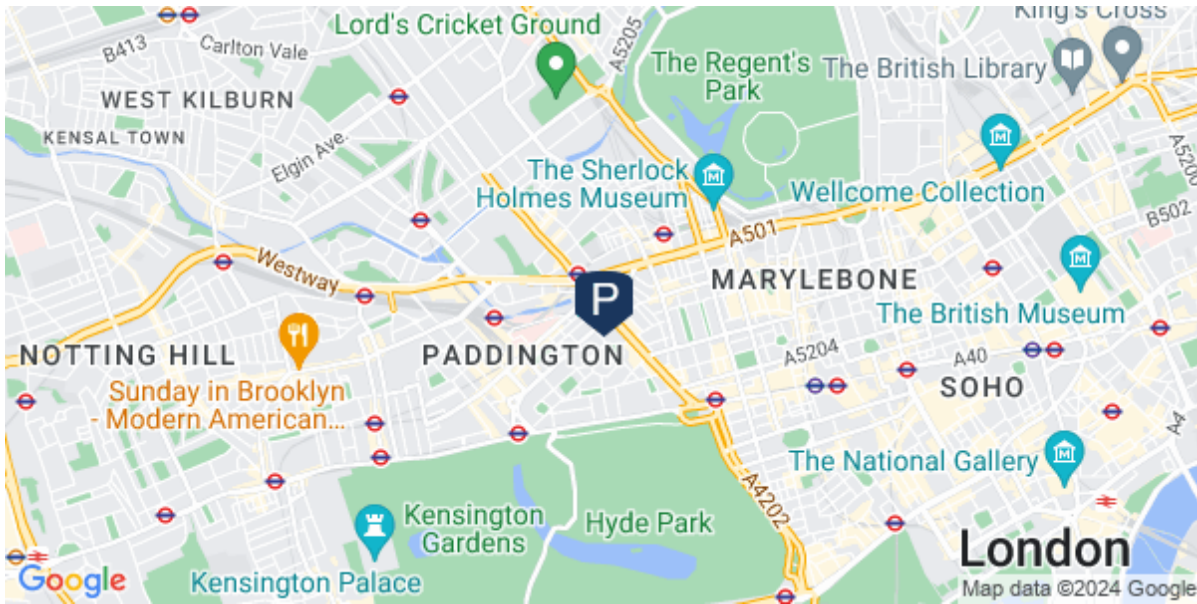 King's Cross
Lord's Cricket Ground
B413
Carlton Vale
A5205
The Regent's
Park
The British Library
WEST KILBURN
KENSAL TOWN
Elgin Ave.
The Sherlock
Holmes Museum
Wellcome Collection
A5200
B502
A501
Westway
MARYLEBONE
P
The British Museum
NOTTING HILL
PADDINGTON
A5204
A40
SOHO
Sunday in Brooklyn
- Modern American...
A4
The National Gallery
A4202
Kensington
Gardens
Hyde Park
Kensington Palace
London
Google
Map data ©2024 Google